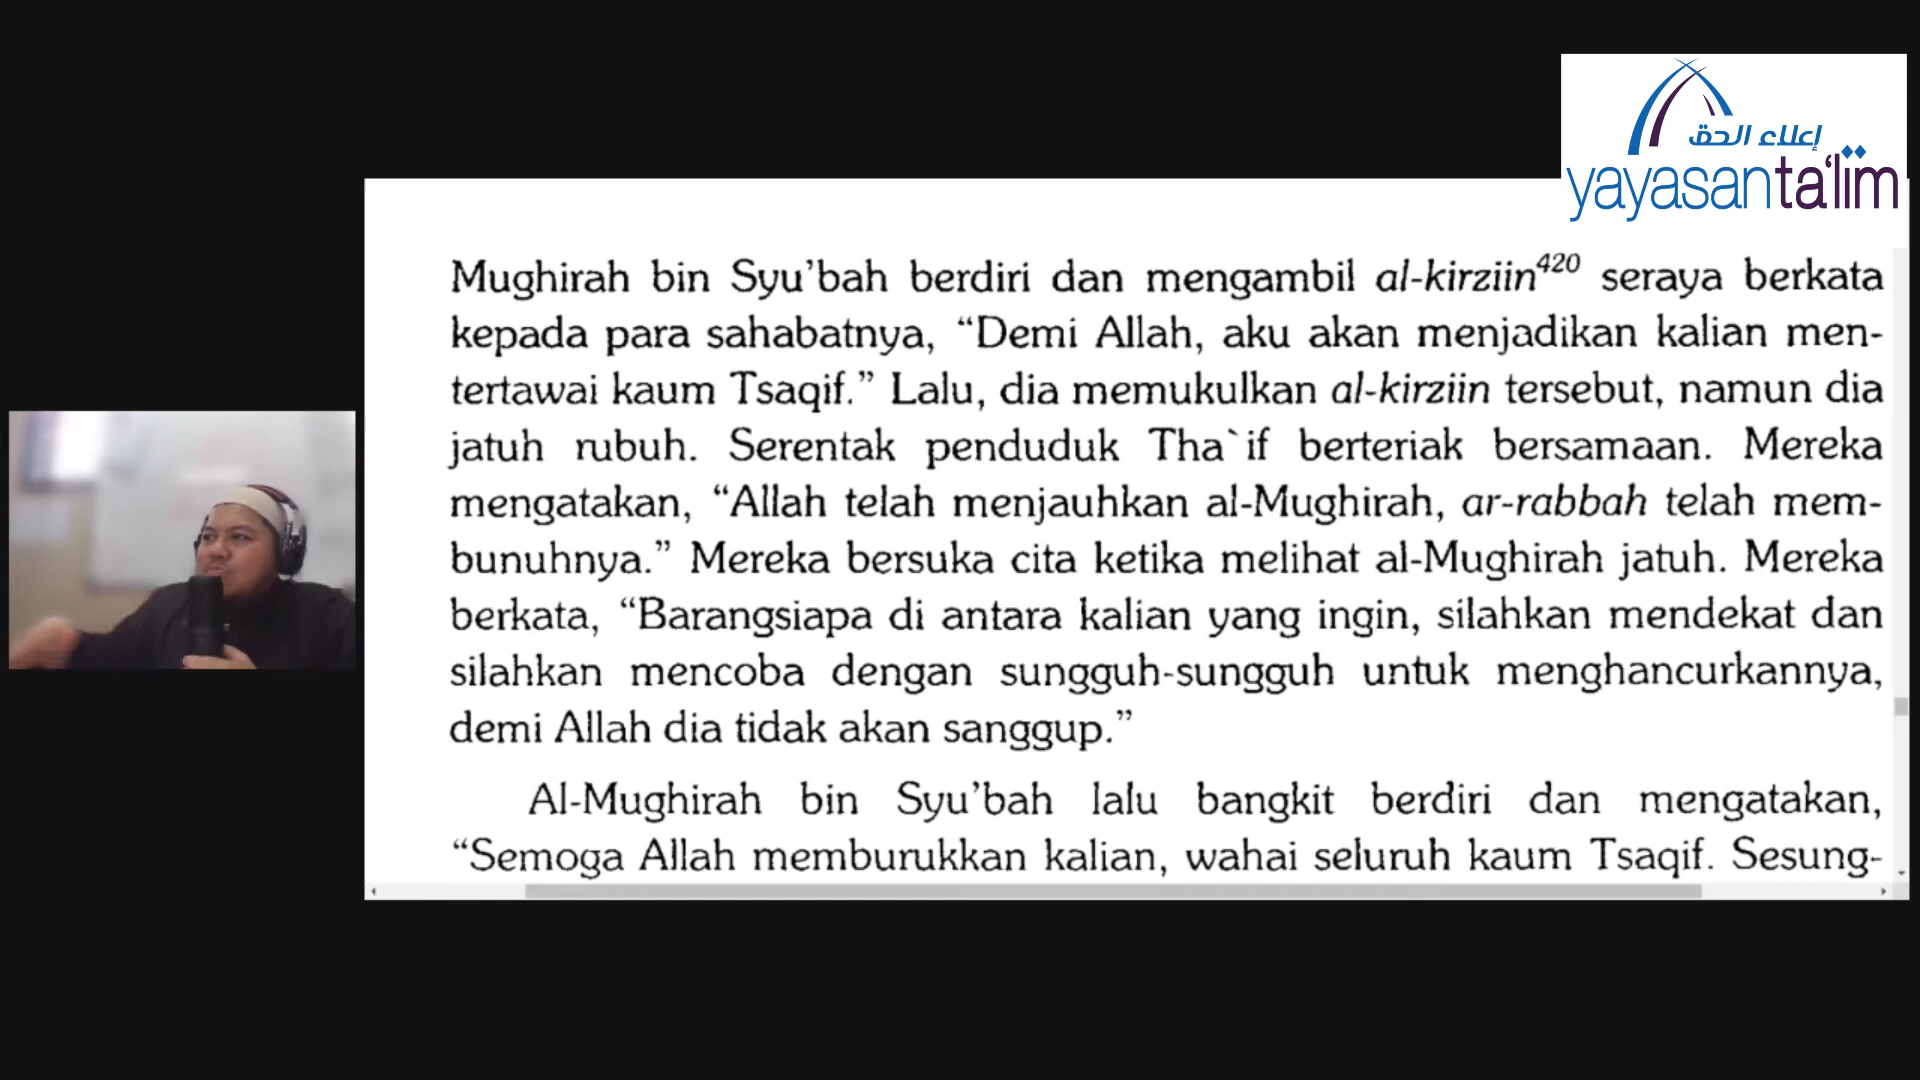 إعلاء الحق
yayasanta'lim
Mughirah bin Syu’bah berdiri dan mengambil al-kirziin420 seraya berkata
kepada para sahabatnya, “Demi Allah, aku akan menjadikan kalian men-
tertawai kaum Tsaqif.” Lalu, dia memukulkan al-kirziin tersebut, namun dia
jatuh rubuh. Serentak penduduk Tha`if berteriak bersamaan. Mereka
mengatakan, “Allah telah menjauhkan al-Mughirah, ar-rabbah telah mem-
bunuhnya.” Mereka bersuka cita ketika melihat al-Mughirah jatuh. Mereka
berkata, “Barangsiapa di antara kalian yang ingin, silahkan mendekat dan
silahkan mencoba dengan sungguh-sungguh untuk menghancurkannya,
demi Allah dia tidak akan sanggup.”
Al-Mughirah bin Syu’bah lalu bangkit berdiri dan mengatakan,
“Semoga Allah memburukkan kalian, wahai seluruh kaum Tsaqif. Sesung-